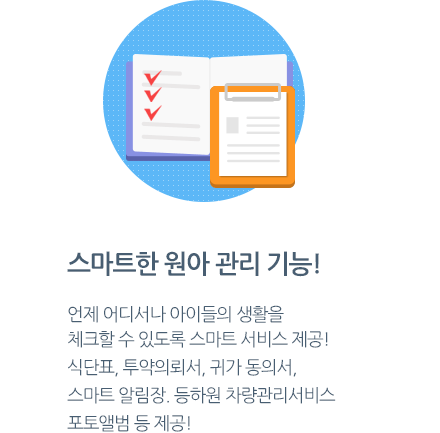 스마트한 원아 관리 기능!
언제 어디서나 아이들의 생활을
체크할 수 있도록 스마트 서비스 제공!
식단표, 투약의뢰서, 귀가 동의서,
스마트 알림장. 등하원 차량관리서비스
포토앨범 등 제공!